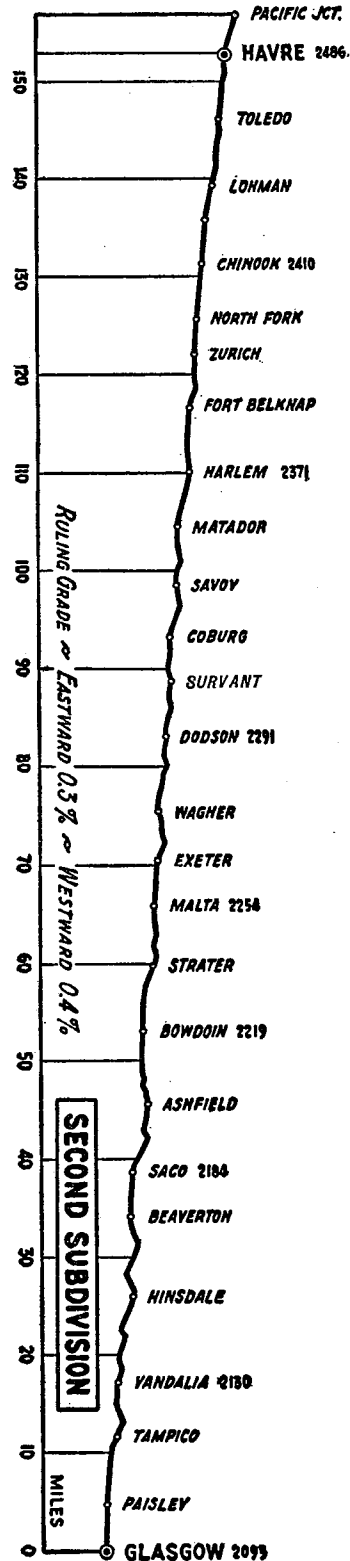 PACIFIC JCT.
HAVRE 2486.
TOLEDO
LOHMAN
CHINOOK 2410
NORTH FORK
ZURICH
FORT BELKNAP
HARLEM 2371
MATADOR
SAVOY
COBURG
SURVANT
DODSON 2291
WAGHER
EXETER
MALTA 2254
STRATER
BOWDOIN 2219
ASHFIELD
SACO 2184
BEAVERTON
HINSDALE
VANDALIA 2130
TAMPICO
PAISLEY
GLASGOW 2093
150
140
130
120
110
100
90
80
70
60
50
40
30
20
10
0
MILES
RULING GRADE ~ EASTWARD 0.3% ~ WESTWARD 0.4%
SECOND SUBDIVISION